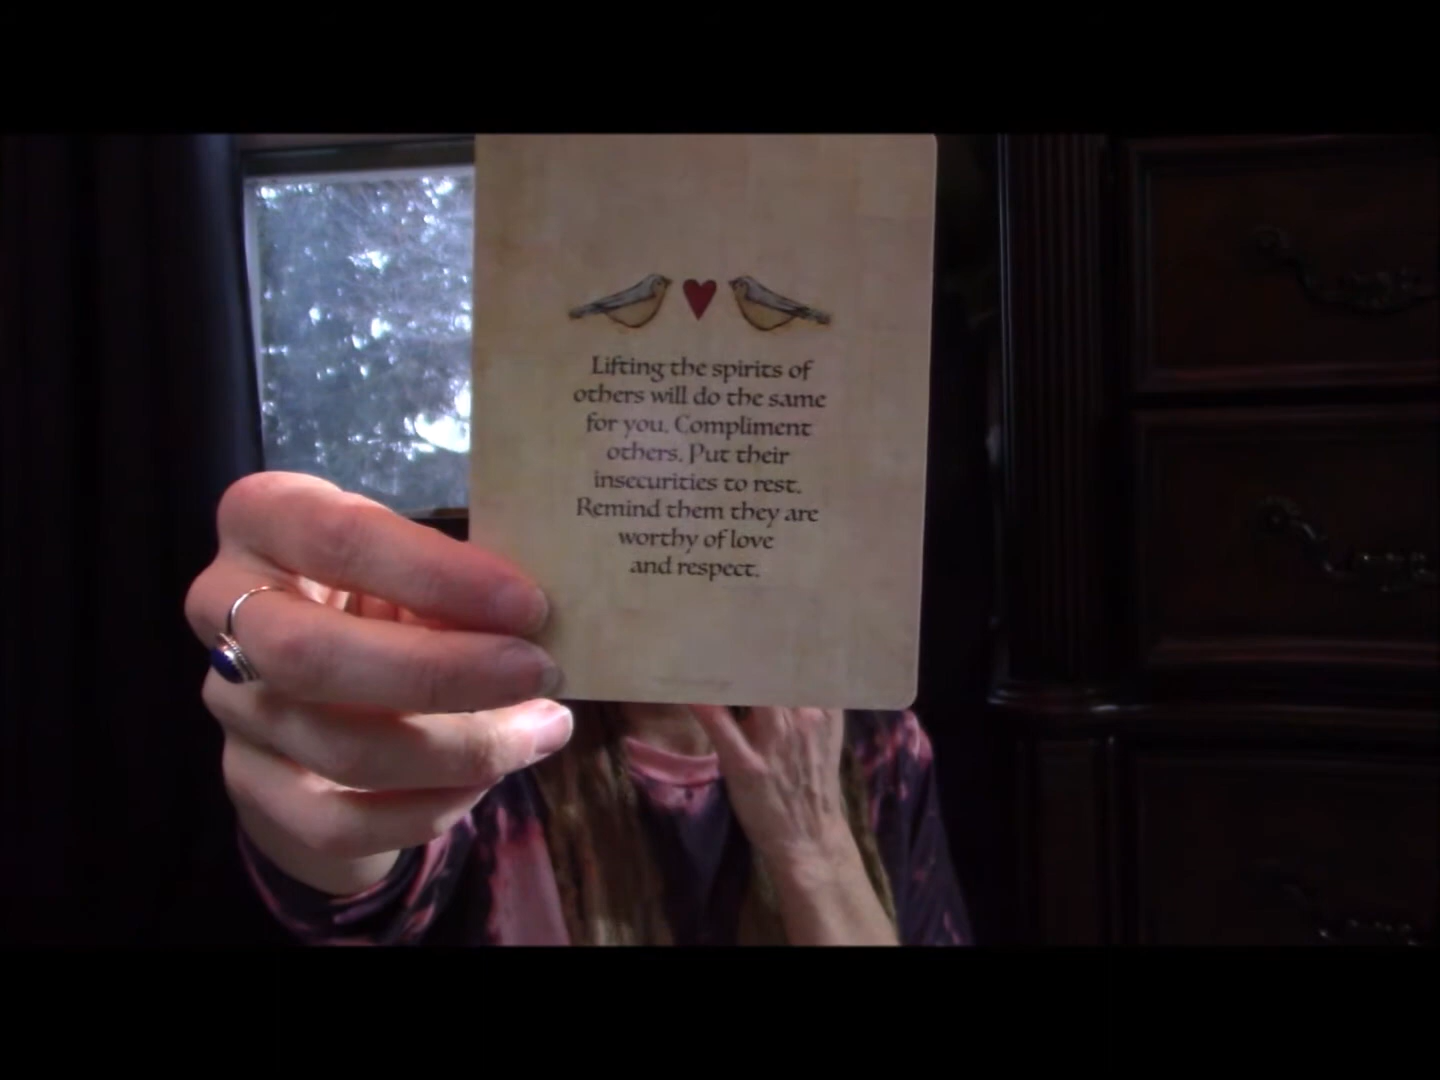 Lifting the spirits of
others will do the same
for you. Compliment
others. Put their
insecurities to rest.
Remind them they are
worthy of love
and respect.